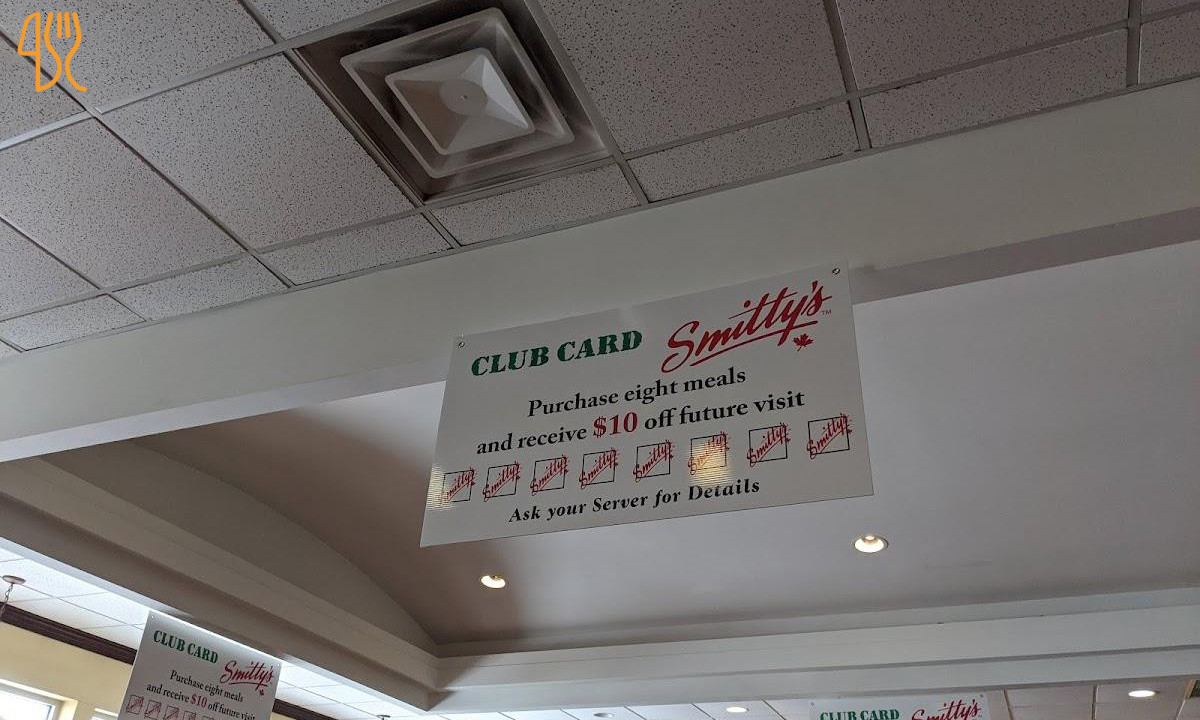 CLUB CARD Smitty's™
Purchase eight meals
and receive $10 off future visit
Smitty's Smitty's Smitty's Smitty's Smitty's Smitty's Smitty's Smitty's
Ask your Server for Details
CLUB CARD Smitty's
Purchase eight meals
and receive $10 off future visit
CLUB CARD Smitty's